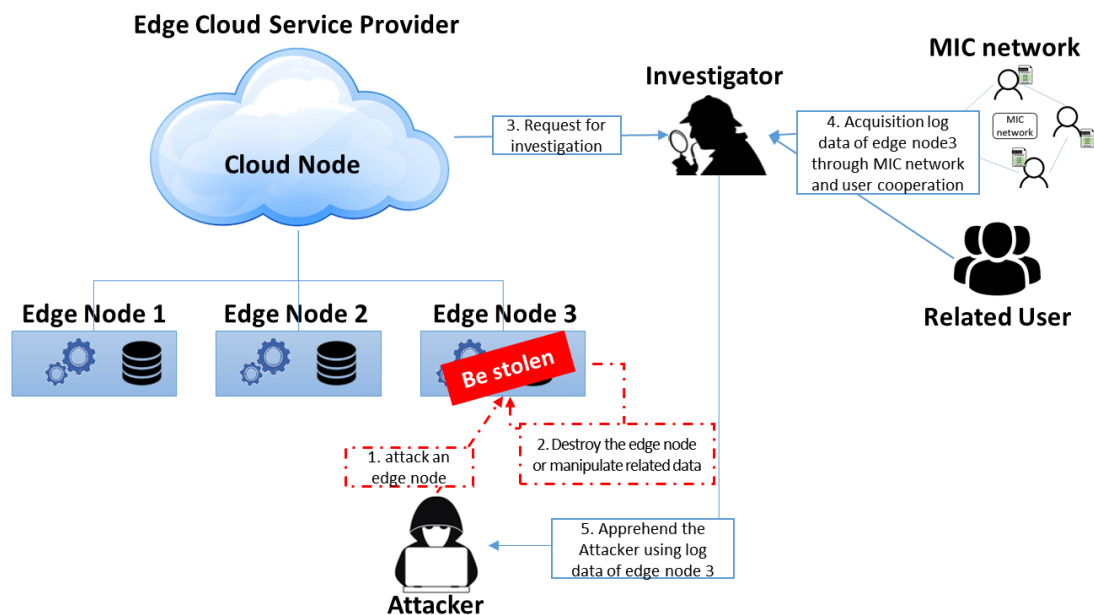 Edge Cloud Service Provider
MIC network
Investigator
MIC
network
3. Request for
investigation
4. Acquisition log
data of edge node3
through MIC network
and user cooperation
Cloud Node
Edge Node 1
Edge Node 2
Edge Node 3
Related User
Be stolen
1. attack an
edge node
2. Destroy the edge node
or manipulate related data
5. Apprehend the
Attacker using log
data of edge node 3
Attacker